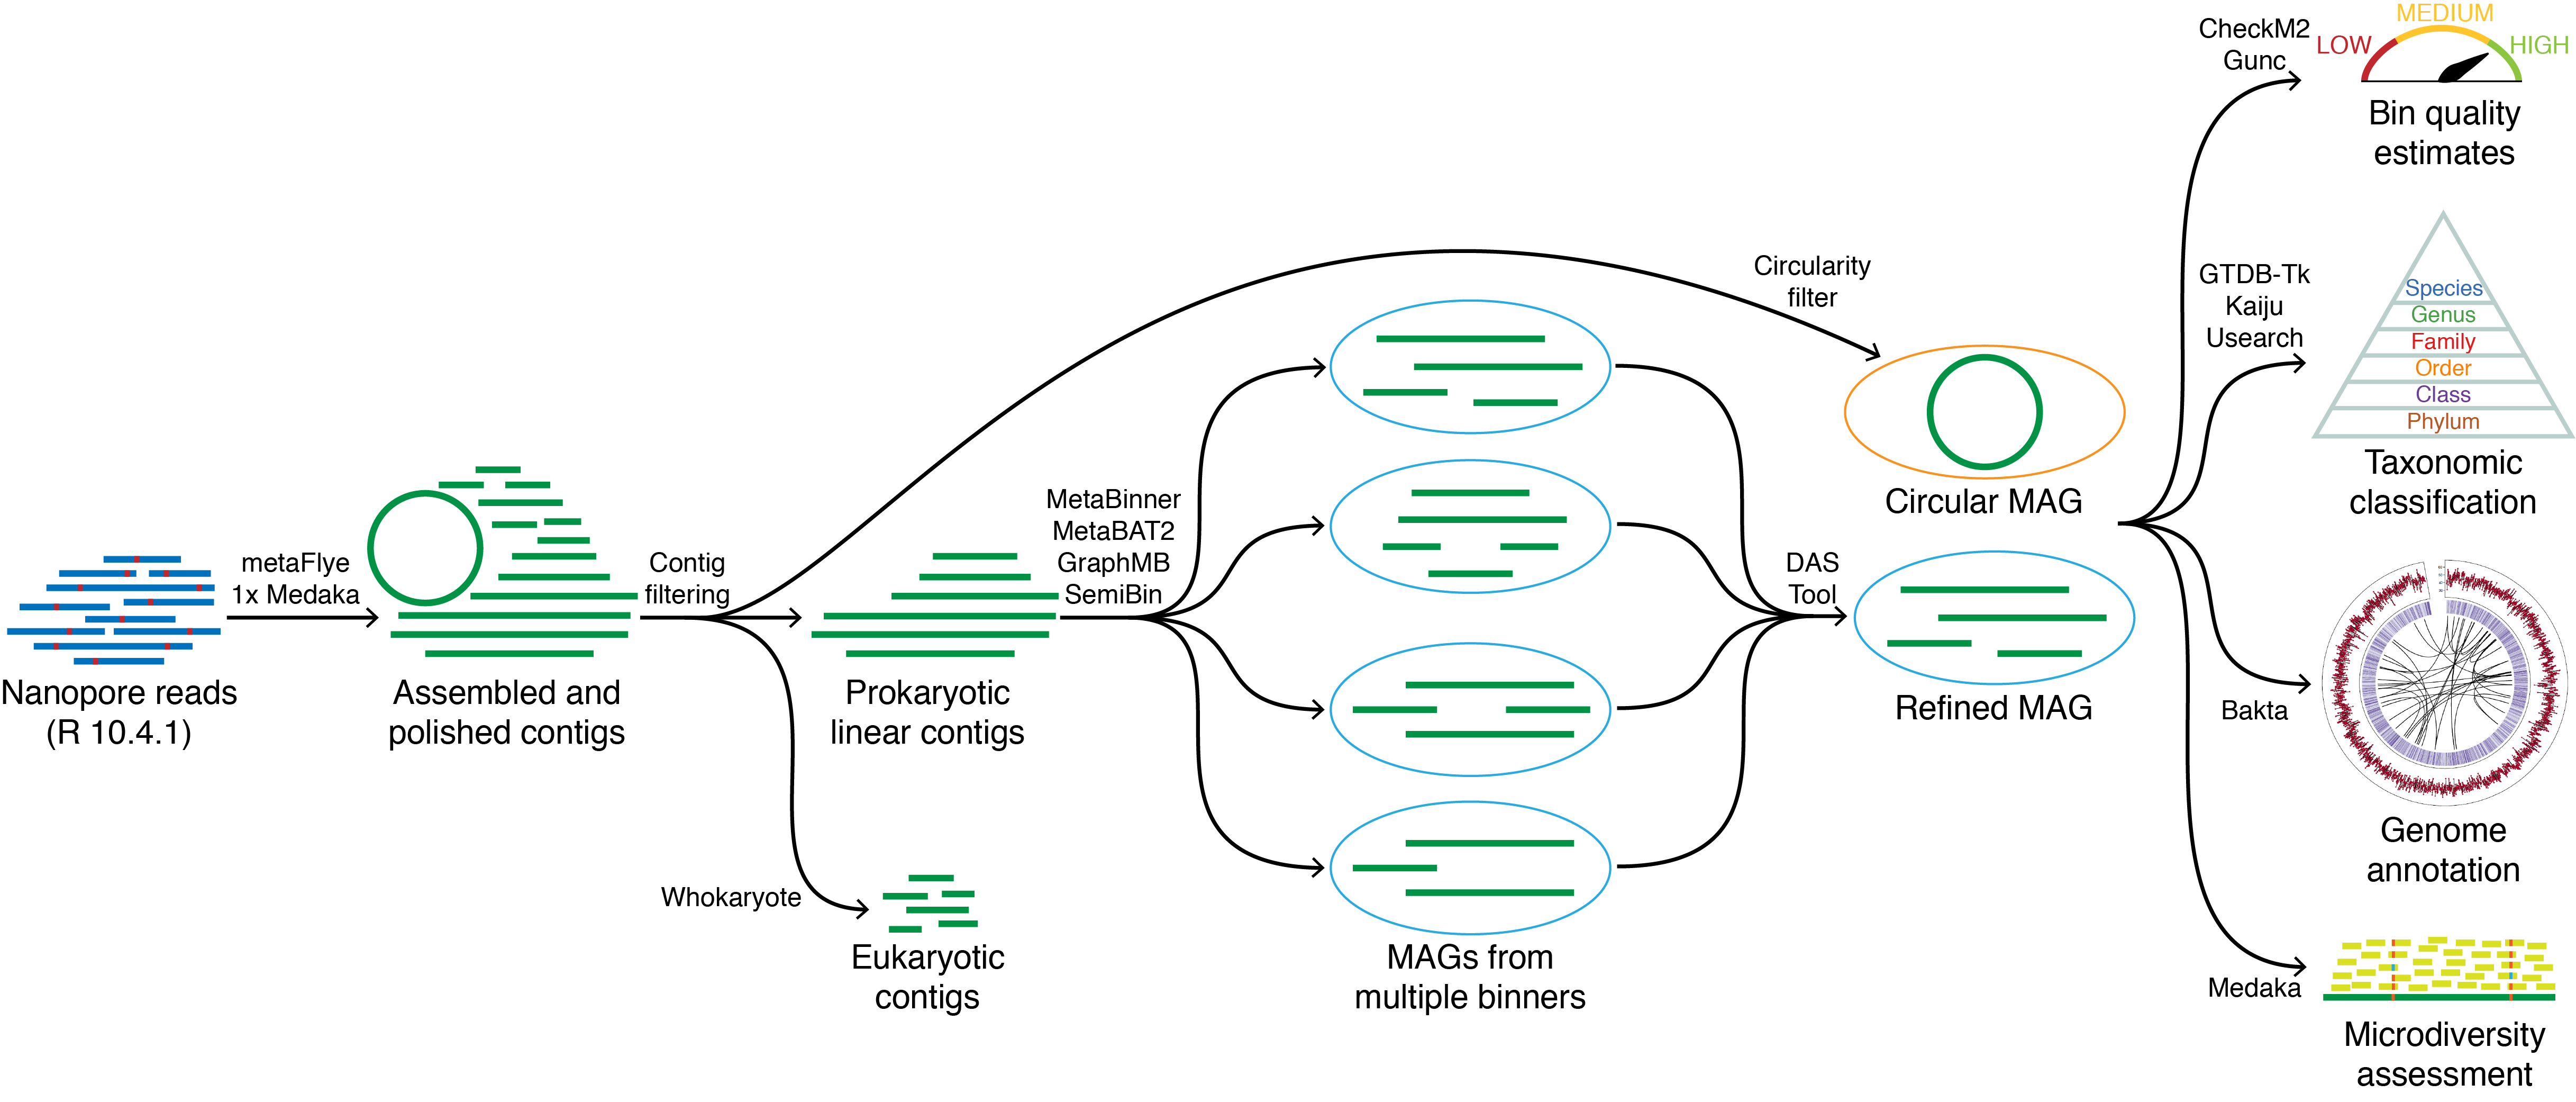 Nanopore reads
(R 10.4.1)
metaFlye
1x Medaka
Assembled and
polished contigs
Contig
filtering
Whokaryote
Eukaryotic
contigs
Prokaryotic
linear contigs
MetaBinner
MetaBAT2
GraphMB
SemiBin
MAGs from
multiple binners
DAS
Tool
Circularity
filter
Circular MAG
Refined MAG
CheckM2
Gunc
LOW
MEDIUM
HIGH
Bin quality
estimates
GTDB-Tk
Kaiju
Usearch
Species
Genus
Family
Order
Class
Phylum
Taxonomic
classification
Bakta
Genome
annotation
Medaka
Microdiversity
assessment